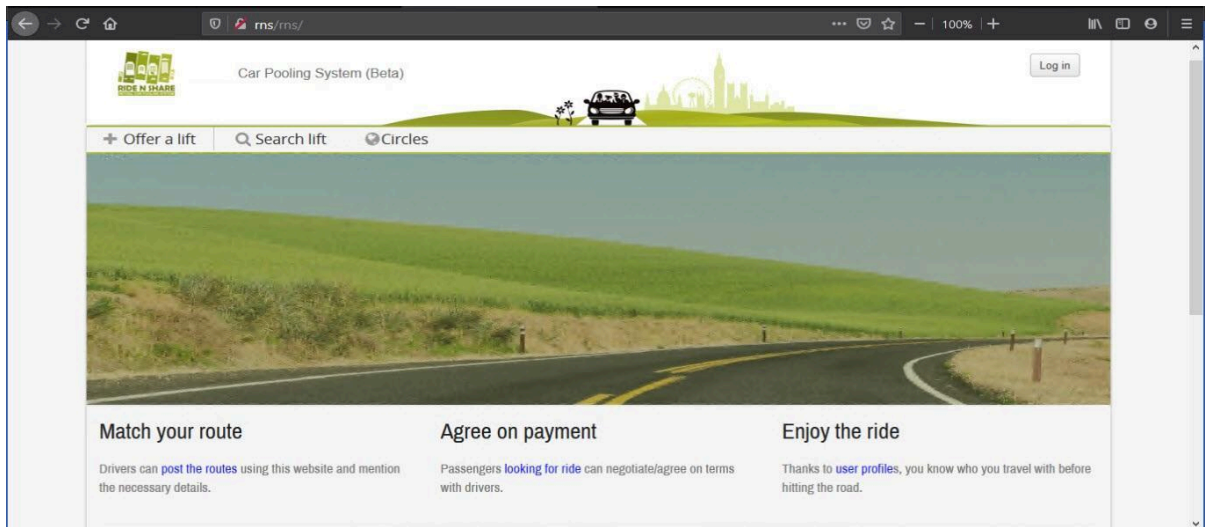 rns/rns/
100%
RIDE N SHARE
Car Pooling System (Beta)
Log in
Offer a lift
Search lift
Circles
Match your route
Agree on payment
Enjoy the ride
Drivers can post the routes using this website and mention
the necessary details.
Passengers looking for ride can negotiate/agree on terms
with drivers.
Thanks to user profiles, you know who you travel with before
hitting the road.